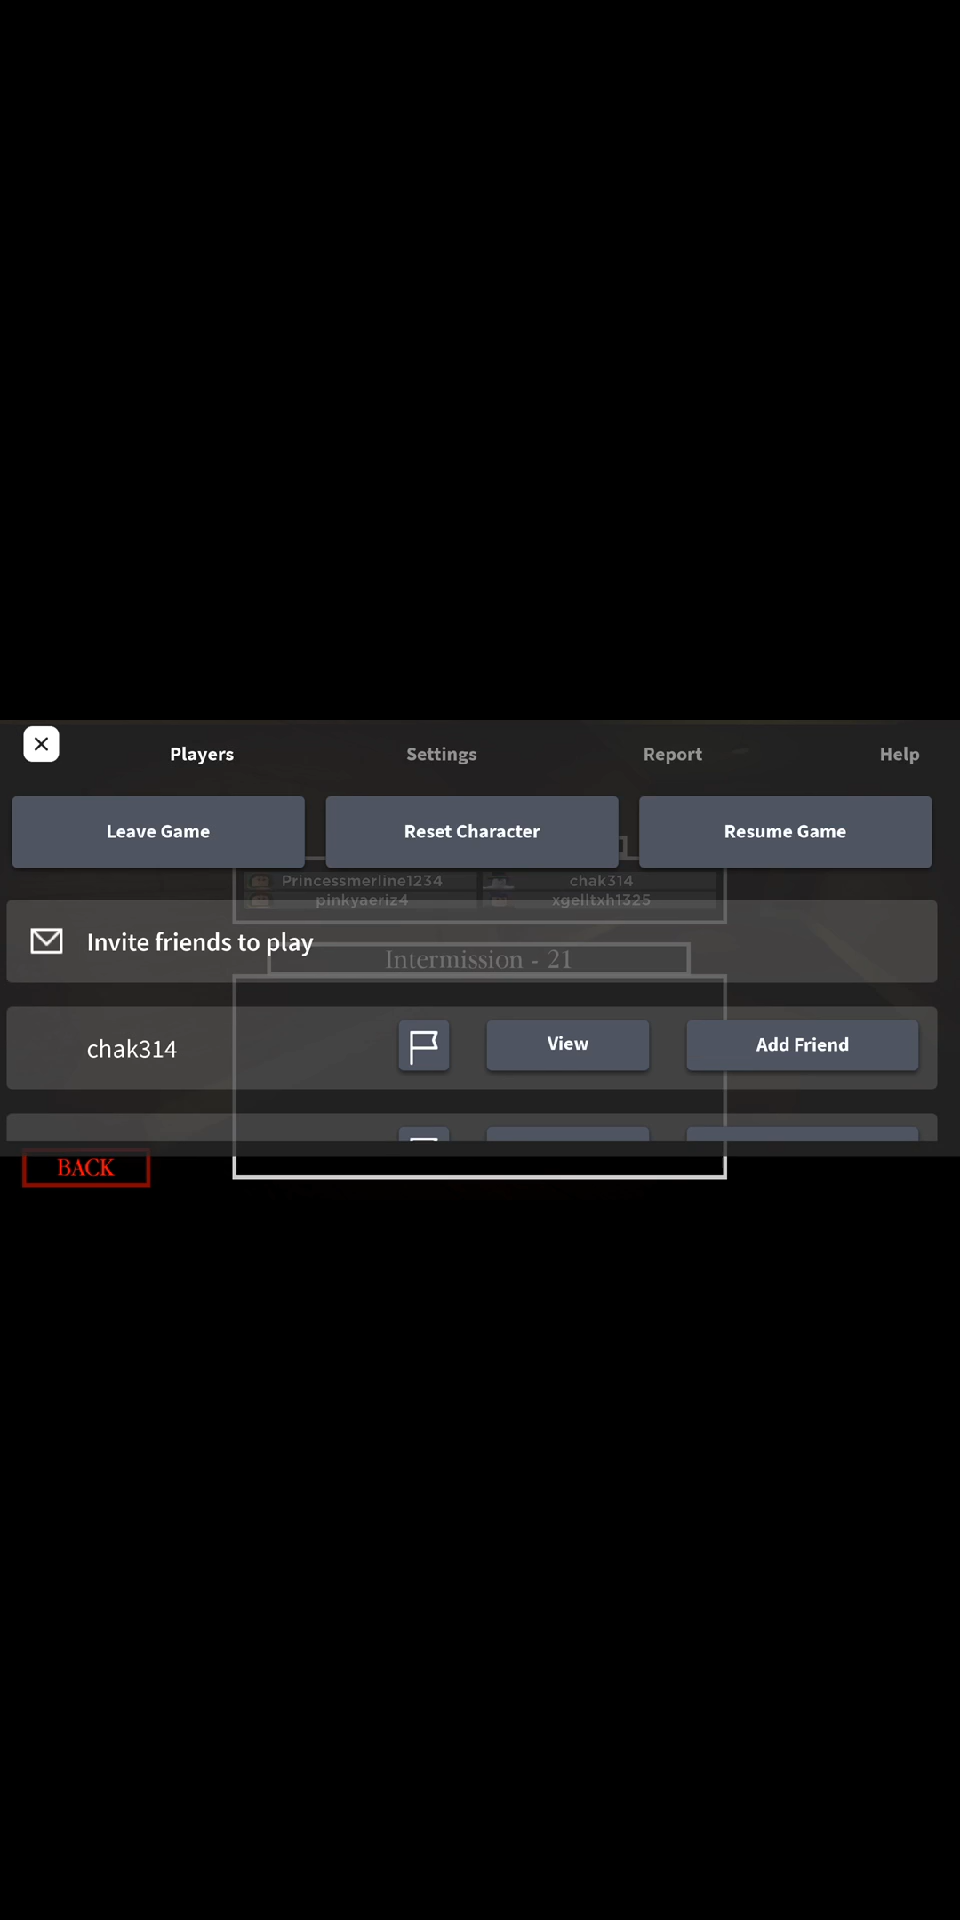 Players Settings Report Help
Leave Game Reset Character Resume Game
Princessmerline1234 chak314
pinkyaeriz4 xgelltxh1325
Invite friends to play
Intermission - 21
chak314 View Add Friend
BACK